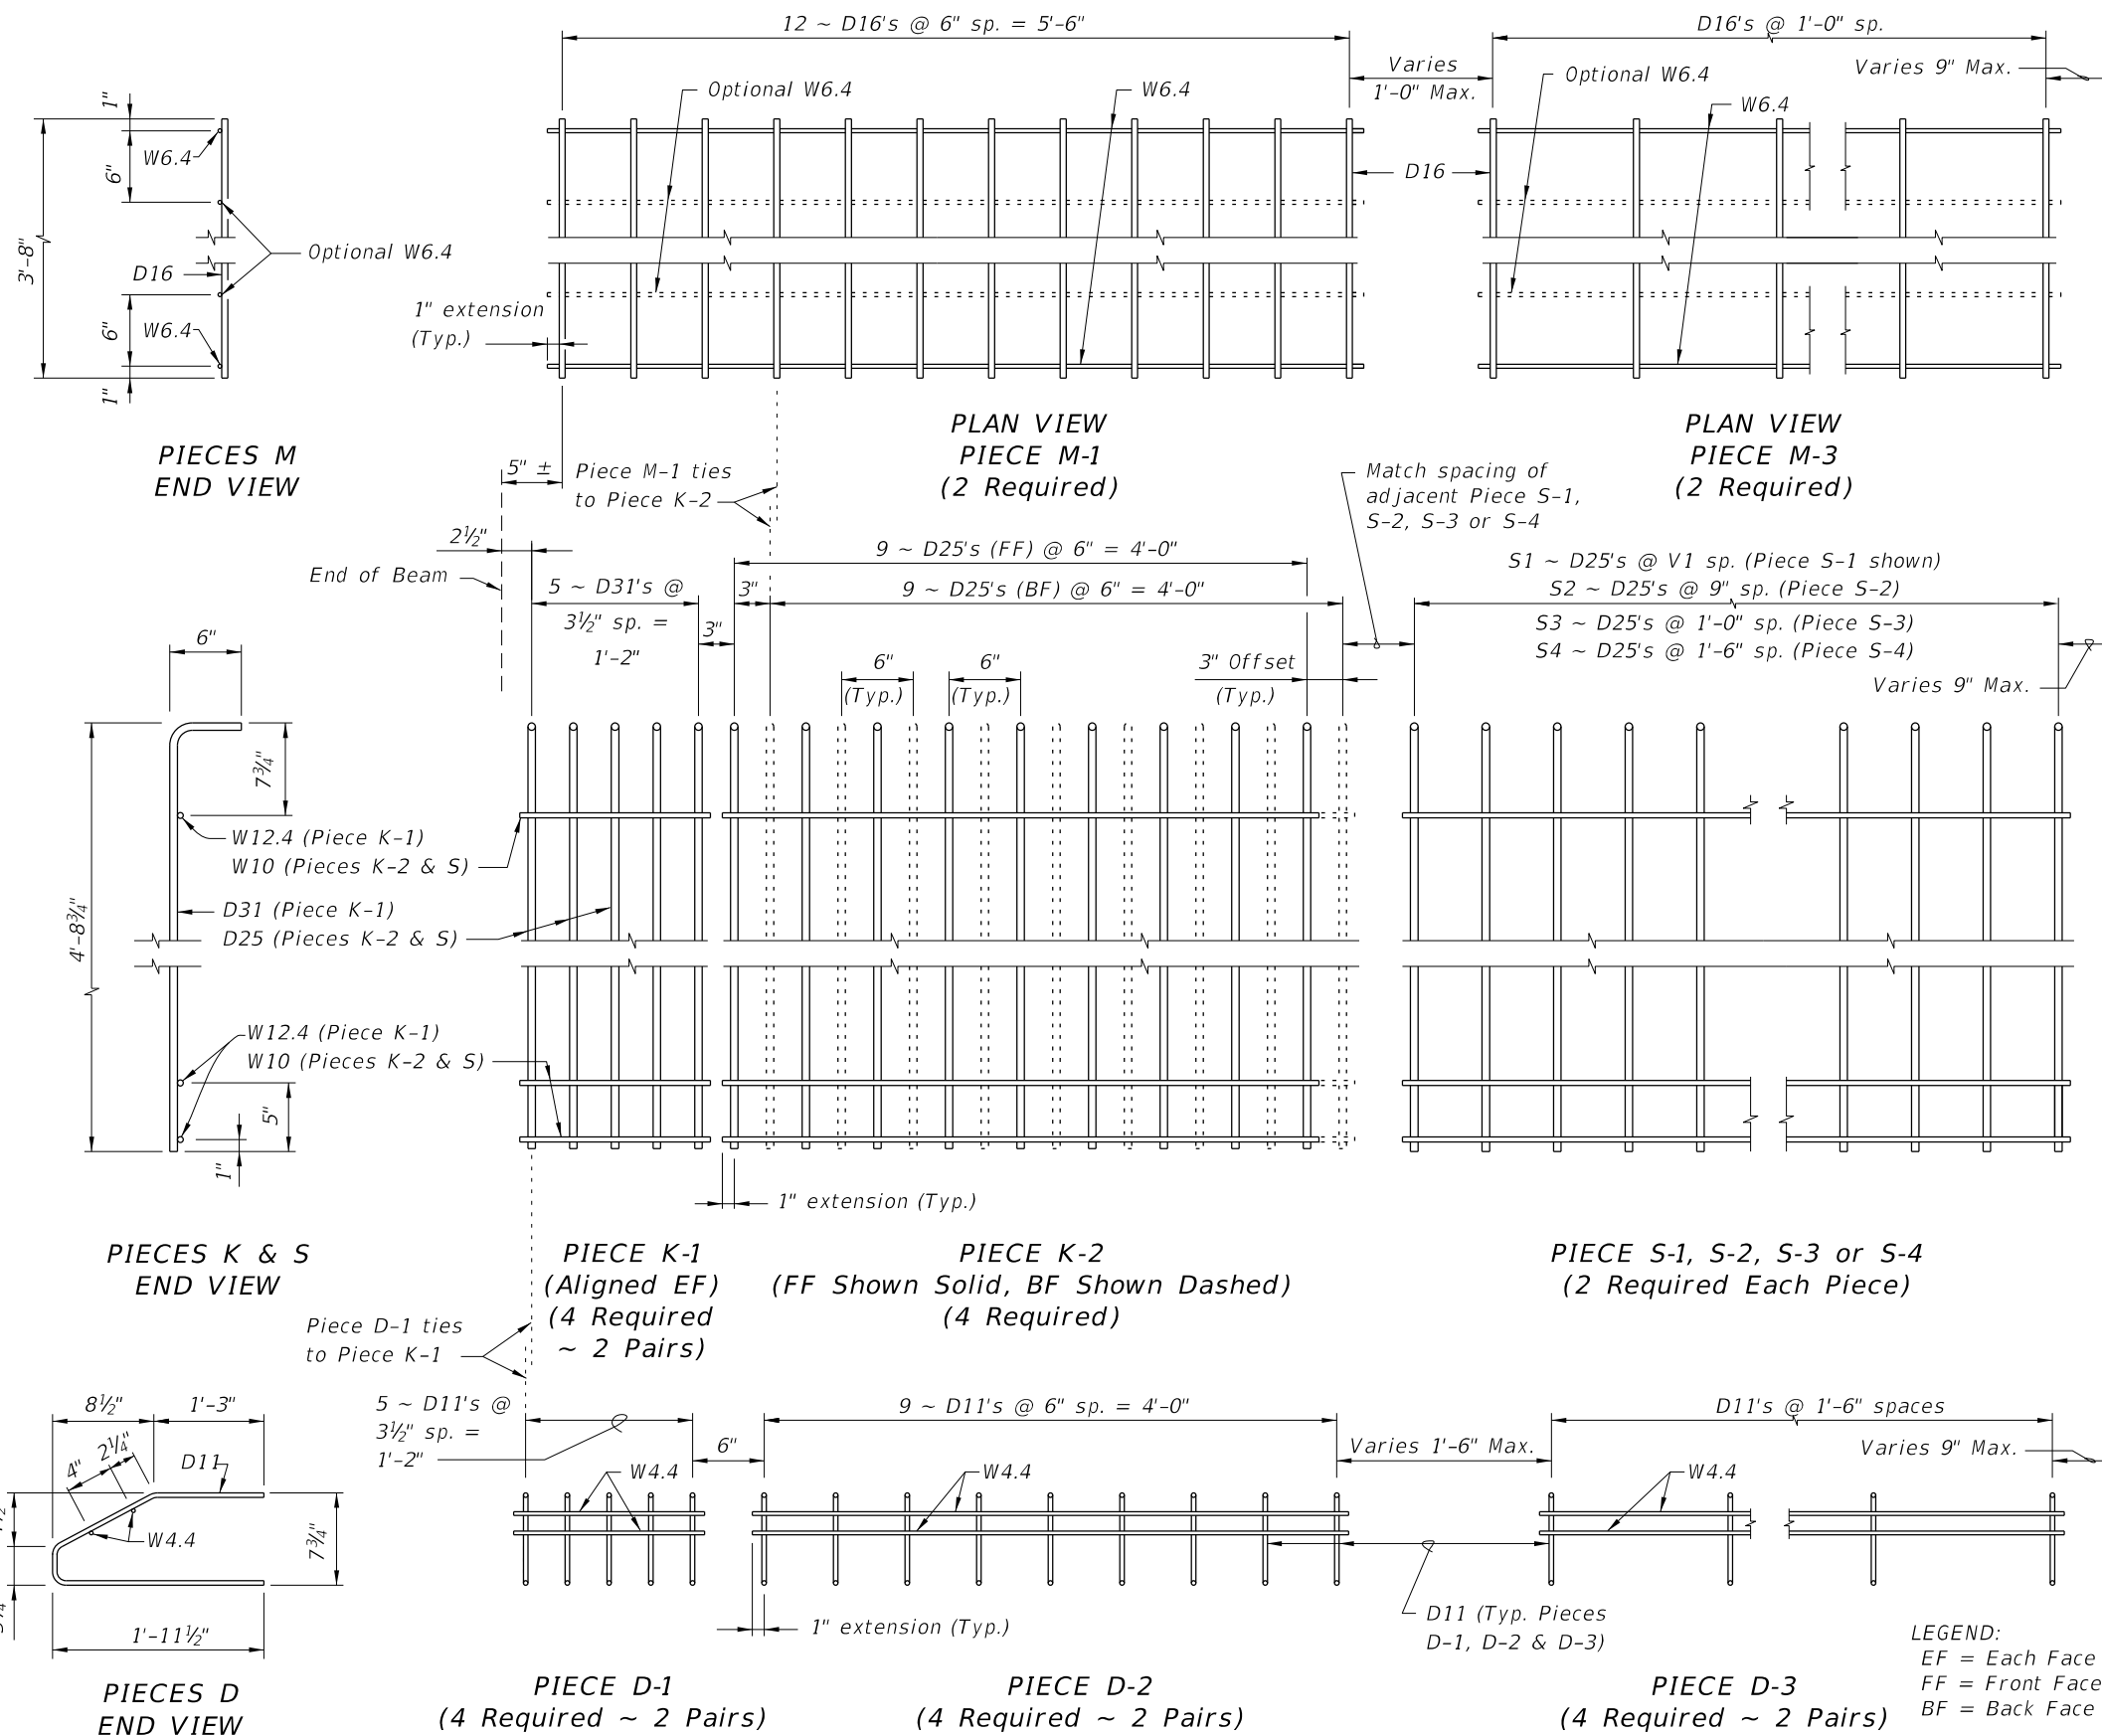 12 ~ D16's @ 6" sp. = 5'-6"
D16's @ 1'-0" sp.
Varies
1'-0" Max.
Varies 9" Max.
Optional W6.4
W6.4
Optional W6.4
W6.4
1"
W6.4
6"
3'-8"
Optional W6.4
D16
6"
W6.4
1"
D16
1" extension
(Typ.)
PIECES M
END VIEW
PLAN VIEW
PIECE M-1
(2 Required)
PLAN VIEW
PIECE M-3
(2 Required)
5" ±
Piece M-1 ties
to Piece K-2
Match spacing of
adjacent Piece S-1,
S-2, S-3 or S-4
2½"
End of Beam
9 ~ D25's (FF) @ 6" = 4'-0"
5 ~ D31's @
3½" sp. =
1'-2"
3"
9 ~ D25's (BF) @ 6" = 4'-0"
3"
S1 ~ D25's @ V1 sp. (Piece S-1 shown)
S2 ~ D25's @ 9" sp. (Piece S-2)
S3 ~ D25's @ 1'-0" sp. (Piece S-3)
S4 ~ D25's @ 1'-6" sp. (Piece S-4)
Varies 9" Max.
6"
(Typ.)
6"
(Typ.)
3" Offset
(Typ.)
6"
7¾"
4'-8¾"
W12.4 (Piece K-1)
W10 (Pieces K-2 & S)
D31 (Piece K-1)
D25 (Pieces K-2 & S)
W12.4 (Piece K-1)
W10 (Pieces K-2 & S)
5"
1"
1" extension (Typ.)
PIECES K & S
END VIEW
PIECE K-1
(Aligned EF)
(4 Required
~ 2 Pairs)
PIECE K-2
(FF Shown Solid, BF Shown Dashed)
(4 Required)
PIECE S-1, S-2, S-3 or S-4
(2 Required Each Piece)
Piece D-1 ties
to Piece K-1
8½"
1'-3"
4"
2¼"
D11
W4.4
7¾"
1'-11½"
5 ~ D11's @
3½" sp. =
1'-2"
6"
9 ~ D11's @ 6" sp. = 4'-0"
Varies 1'-6" Max.
D11's @ 1'-6" spaces
Varies 9" Max.
W4.4
W4.4
W4.4
1" extension (Typ.)
D11 (Typ. Pieces
D-1, D-2 & D-3)
LEGEND:
EF = Each Face
FF = Front Face
BF = Back Face
PIECES D
END VIEW
PIECE D-1
(4 Required ~ 2 Pairs)
PIECE D-2
(4 Required ~ 2 Pairs)
PIECE D-3
(4 Required ~ 2 Pairs)